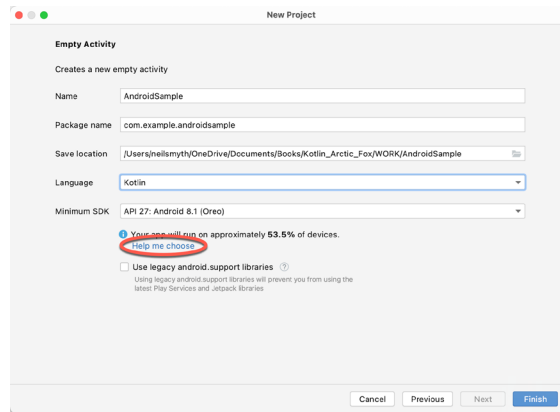 New Project
Empty Activity
Creates a new empty activity
Name AndroidSample
Package name com.example.androidsample
Save location /Users/neilsmyth/OneDrive/Documents/Books/Kotlin_Arctic_Fox/WORK/AndroidSample
Language Kotlin
Minimum SDK API 27: Android 8.1 (Oreo)
Your app will run on approximately 53.5% of devices.
Help me choose
Use legacy android.support libraries ?
Using legacy android.support libraries will prevent you from using the
latest Play Services and Jetpack libraries
Cancel Previous Next Finish